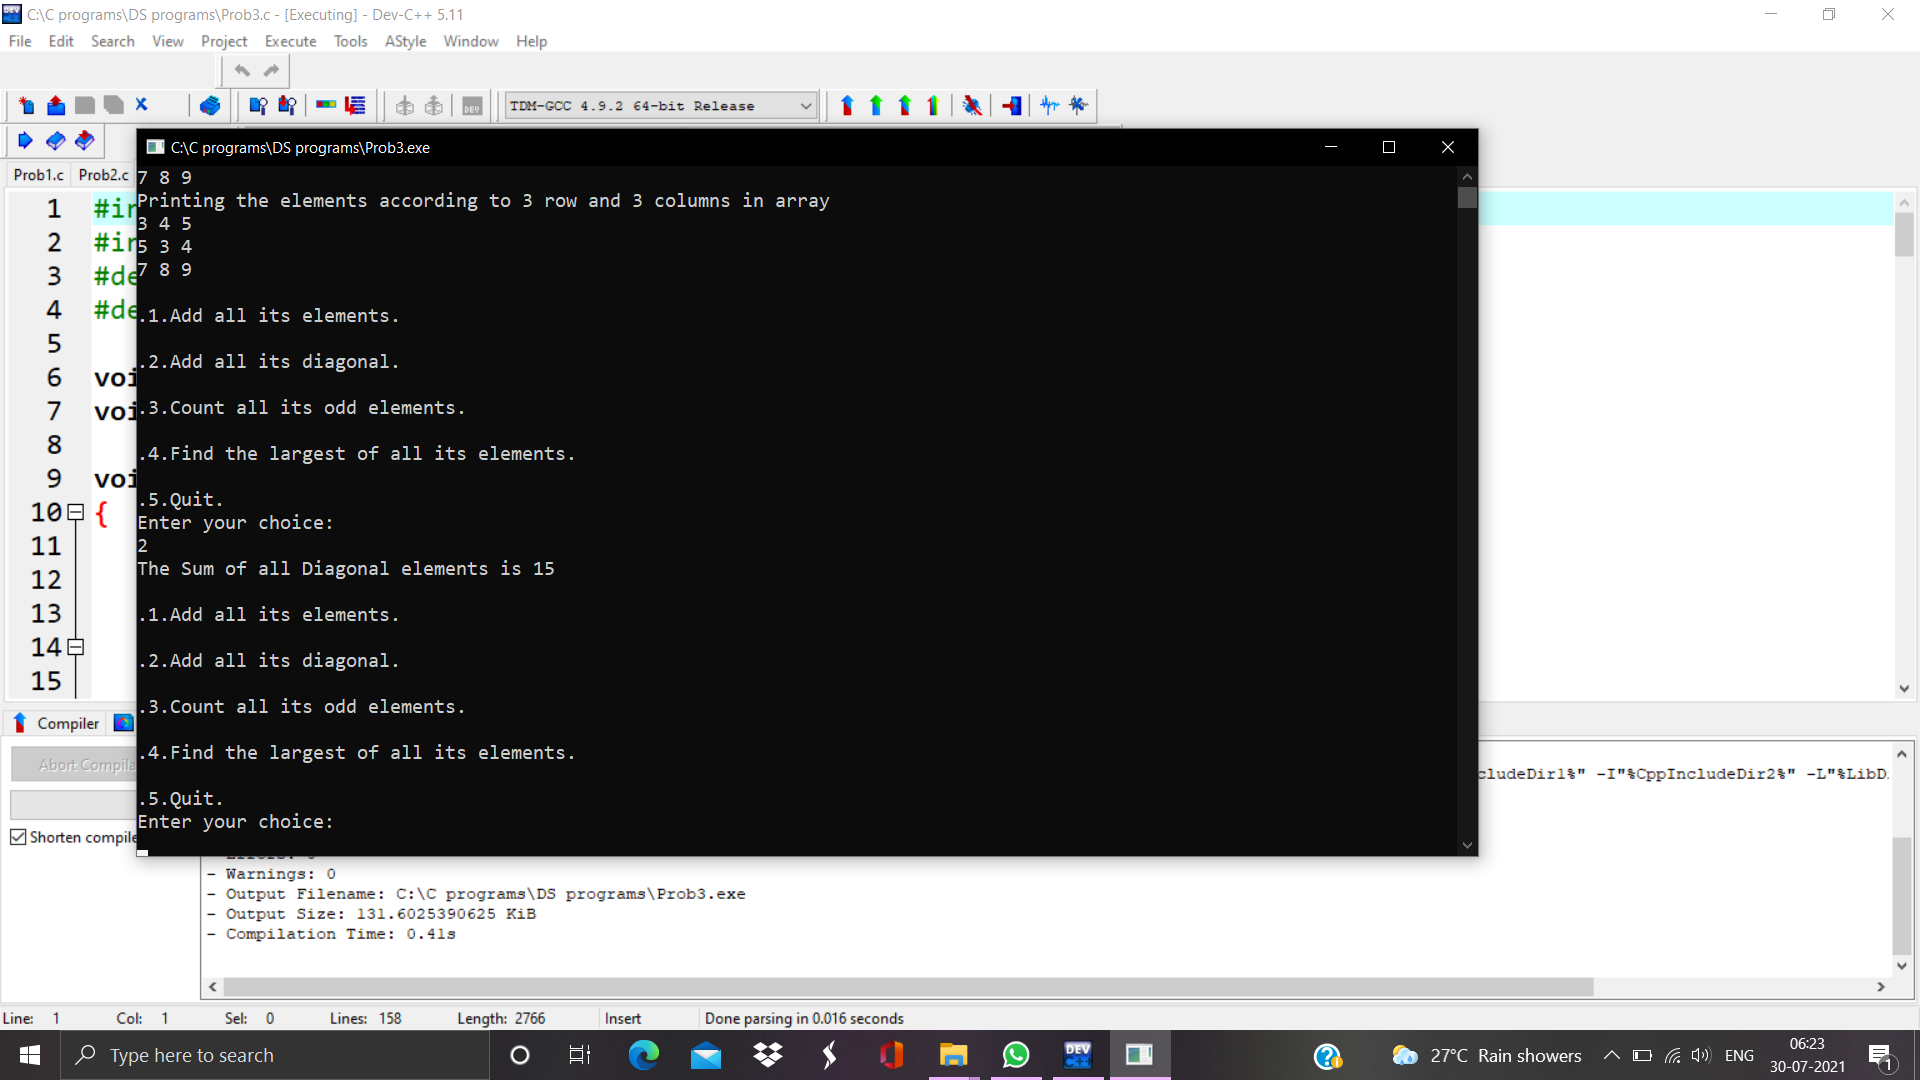 C:\C programs\DS programs\Prob3.c - [Executing] - Dev-C++ 5.11
File Edit Search View Project Execute Tools AStyle Window Help
TDM-GCC 4.9.2 64-bit Release
C:\C programs\DS programs\Prob3.exe
Prob1.c Prob2.c
7 8 9
Printing the elements according to 3 row and 3 columns in array
3 4 5
5 3 4
7 8 9
.1.Add all its elements.
.2.Add all its diagonal.
.3.Count all its odd elements.
.4.Find the largest of all its elements.
.5.Quit.
Enter your choice:
2
The Sum of all Diagonal elements is 15
.1.Add all its elements.
.2.Add all its diagonal.
.3.Count all its odd elements.
.4.Find the largest of all its elements.
.5.Quit.
Enter your choice:
1 #in
2 #in
3 #de
4 #de
5
6 voi
7 voi
8
9 voi
10 {
11
12
13
14
15
Compiler
Abort Compila
Shorten compile
cludeDir1%" -I"%CppIncludeDir2%" -L"%LibD
- Warnings: 0
- Output Filename: C:\C programs\DS programs\Prob3.exe
- Output Size: 131.6025390625 KiB
- Compilation Time: 0.41s
Line: 1 Col: 1 Sel: 0 Lines: 158 Length: 2766 Insert Done parsing in 0.016 seconds
Type here to search
DEV
27°C Rain showers
ENG
06:23
30-07-2021
1